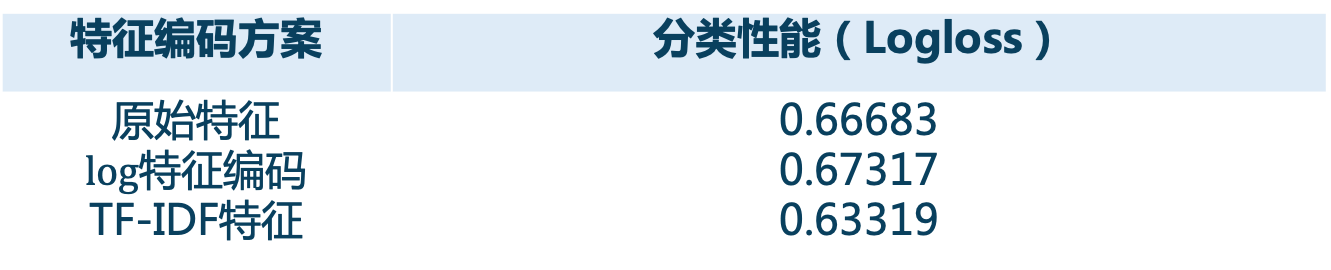 特征编码方案 分类性能（Logloss）
原始特征 0.66683
log特征编码 0.67317
TF-IDF特征 0.63319